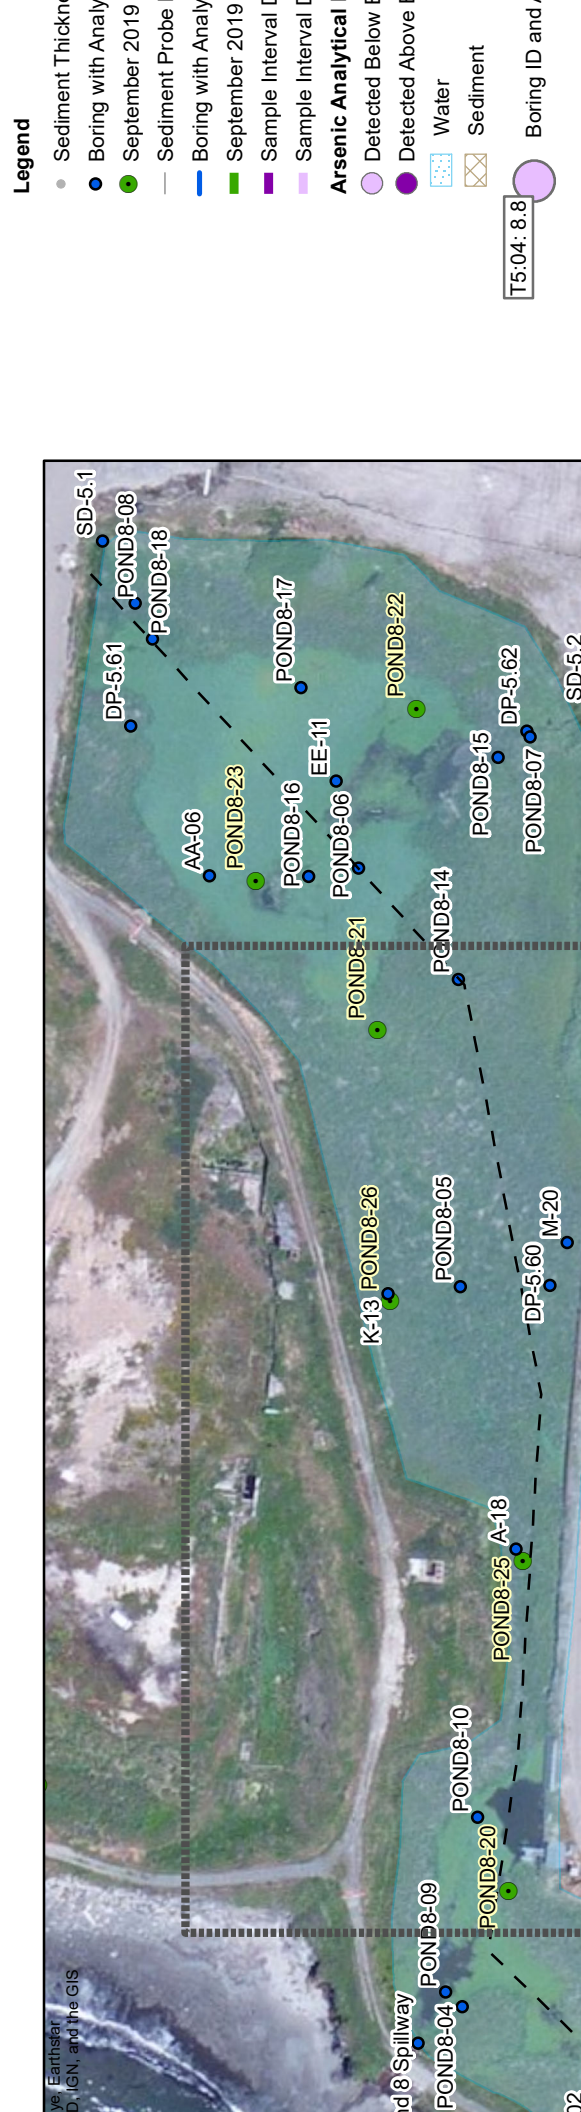 Legend
Sediment Thickne
Boring with Analy
September 2019
Sediment Probe
Boring with Analy
September 2019
Sample Interval D
Sample Interval D
Arsenic Analytical
Detected Below
Detected Above
Water
Sediment
T5:04: 8.8
Boring ID and A
SD-5.1
POND8-08
POND8-18
DP-5.61
POND8-17
POND8-22
EE-11
POND8-23
AA-06
POND8-16
POND8-06
POND8-15
DP-5.62
POND8-07
SD-5.2
POND8-14
POND8-21
POND8-26
K-13
POND8-05
M-20
DP-5.60
A-18
POND8-25
POND8-10
POND8-20
POND8-09
POND8-04
nd 8 Spillway
ye, Earthstar
D, IGN, and the GIS
02